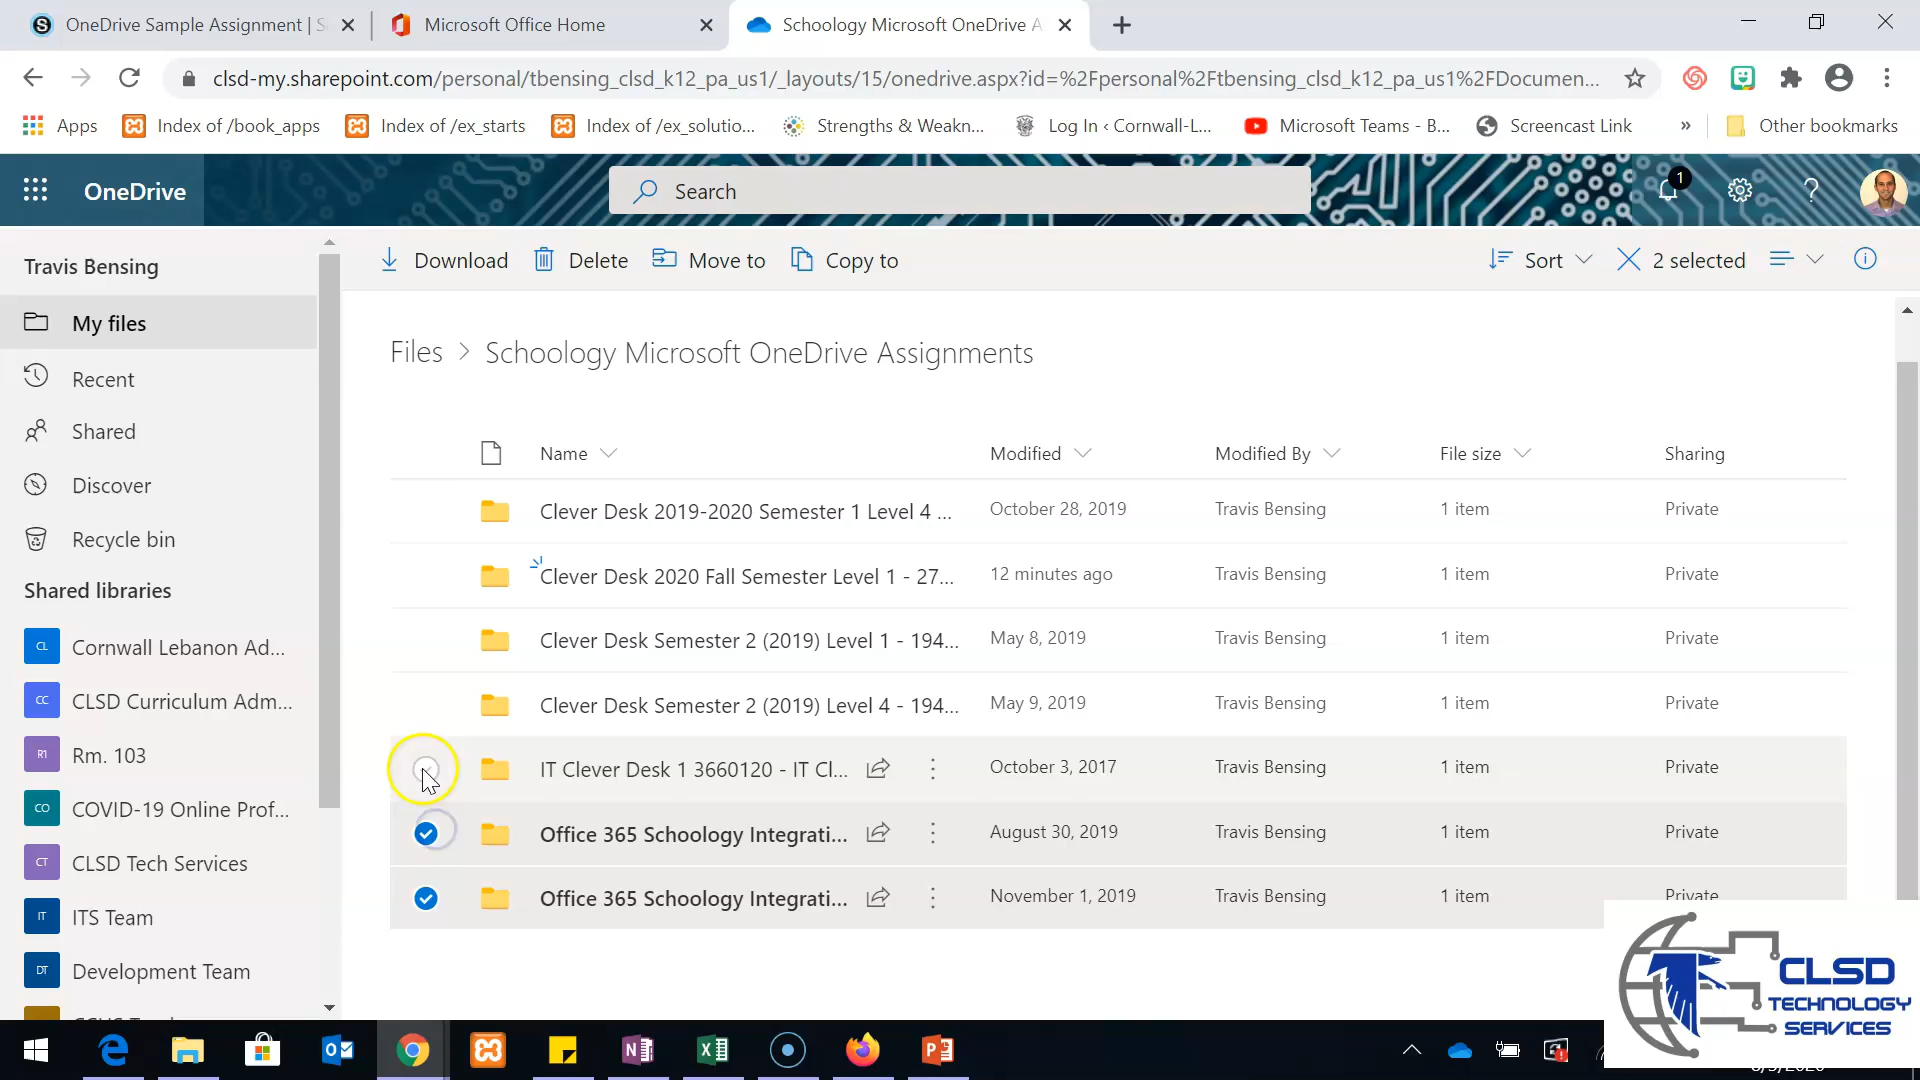 OneDrive Sample Assignment | S
Microsoft Office Home
Schoology Microsoft OneDrive A
clsd-my.sharepoint.com/personal/tbensing_clsd_k12_pa_us1/_layouts/15/onedrive.aspx?id=%2Fpersonal%2Ftbensing_clsd_k12_pa_us1%2FDocumen...
Apps
Index of /book_apps
Index of /ex_starts
Index of /ex_solutio...
Strengths & Weakn...
Log In ‹ Cornwall-L...
Microsoft Teams - B...
Screencast Link
»
Other bookmarks
OneDrive
Search
1
?
Travis Bensing
Download
Delete
Move to
Copy to
Sort
2 selected
My files
Recent
Shared
Discover
Recycle bin
Shared libraries
CL Cornwall Lebanon Ad...
CC CLSD Curriculum Adm...
R1 Rm. 103
CO COVID-19 Online Prof...
CT CLSD Tech Services
IT ITS Team
DT Development Team
Files > Schoology Microsoft OneDrive Assignments
Name Modified Modified By File size Sharing
Clever Desk 2019-2020 Semester 1 Level 4 ... October 28, 2019 Travis Bensing 1 item Private
Clever Desk 2020 Fall Semester Level 1 - 27... 12 minutes ago Travis Bensing 1 item Private
Clever Desk Semester 2 (2019) Level 1 - 194... May 8, 2019 Travis Bensing 1 item Private
Clever Desk Semester 2 (2019) Level 4 - 194... May 9, 2019 Travis Bensing 1 item Private
IT Clever Desk 1 3660120 - IT Cl... October 3, 2017 Travis Bensing 1 item Private
Office 365 Schoology Integrati... August 30, 2019 Travis Bensing 1 item Private
Office 365 Schoology Integrati... November 1, 2019 Travis Bensing 1 item Private
CLSD
TECHNOLOGY
SERVICES